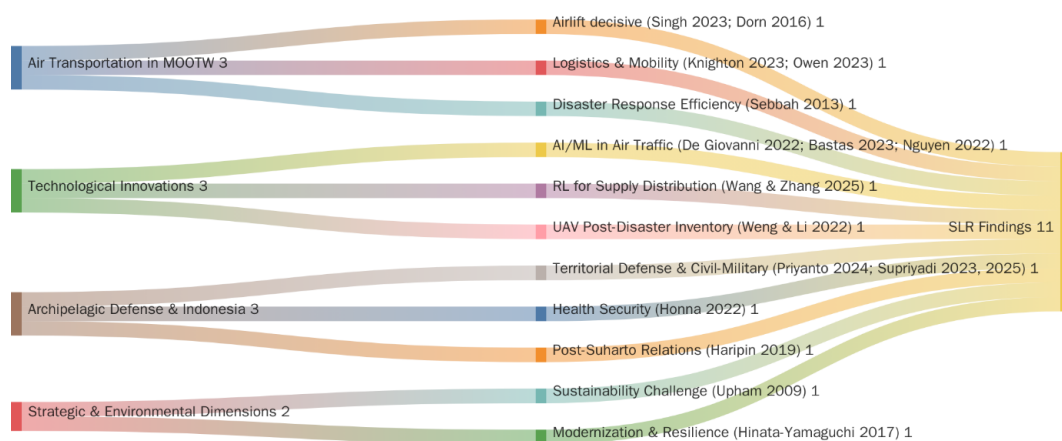 Airlift decisive (Singh 2023; Dorn 2016) 1
Air Transportation in MOOTW 3
Logistics & Mobility (Knighton 2023; Owen 2023) 1
Disaster Response Efficiency (Sebbah 2013) 1
AI/ML in Air Traffic (De Giovanni 2022; Bastas 2023; Nguyen 2022) 1
Technological Innovations 3
RL for Supply Distribution (Wang & Zhang 2025) 1
UAV Post-Disaster Inventory (Weng & Li 2022) 1
SLR Findings 11
Territorial Defense & Civil-Military (Priyanto 2024; Supriyadi 2023, 2025) 1
Archipelagic Defense & Indonesia 3
Health Security (Honna 2022) 1
Post-Suharto Relations (Haripin 2019) 1
Sustainability Challenge (Upham 2009) 1
Strategic & Environmental Dimensions 2
Modernization & Resilience (Hinata-Yamaguchi 2017) 1